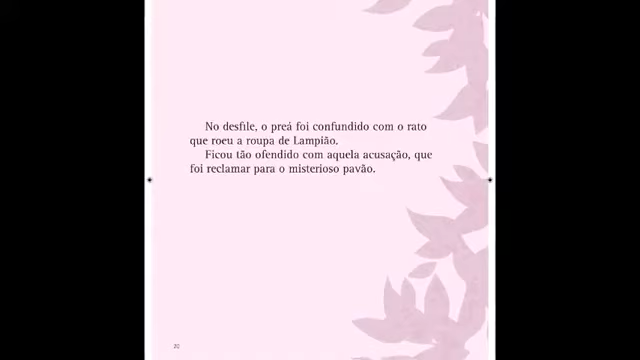 No desfile, o preá foi confundido com o rato
que roeu a roupa de Lampião.
Ficou tão ofendido com aquela acusação, que
foi reclamar para o misterioso pavão.
20